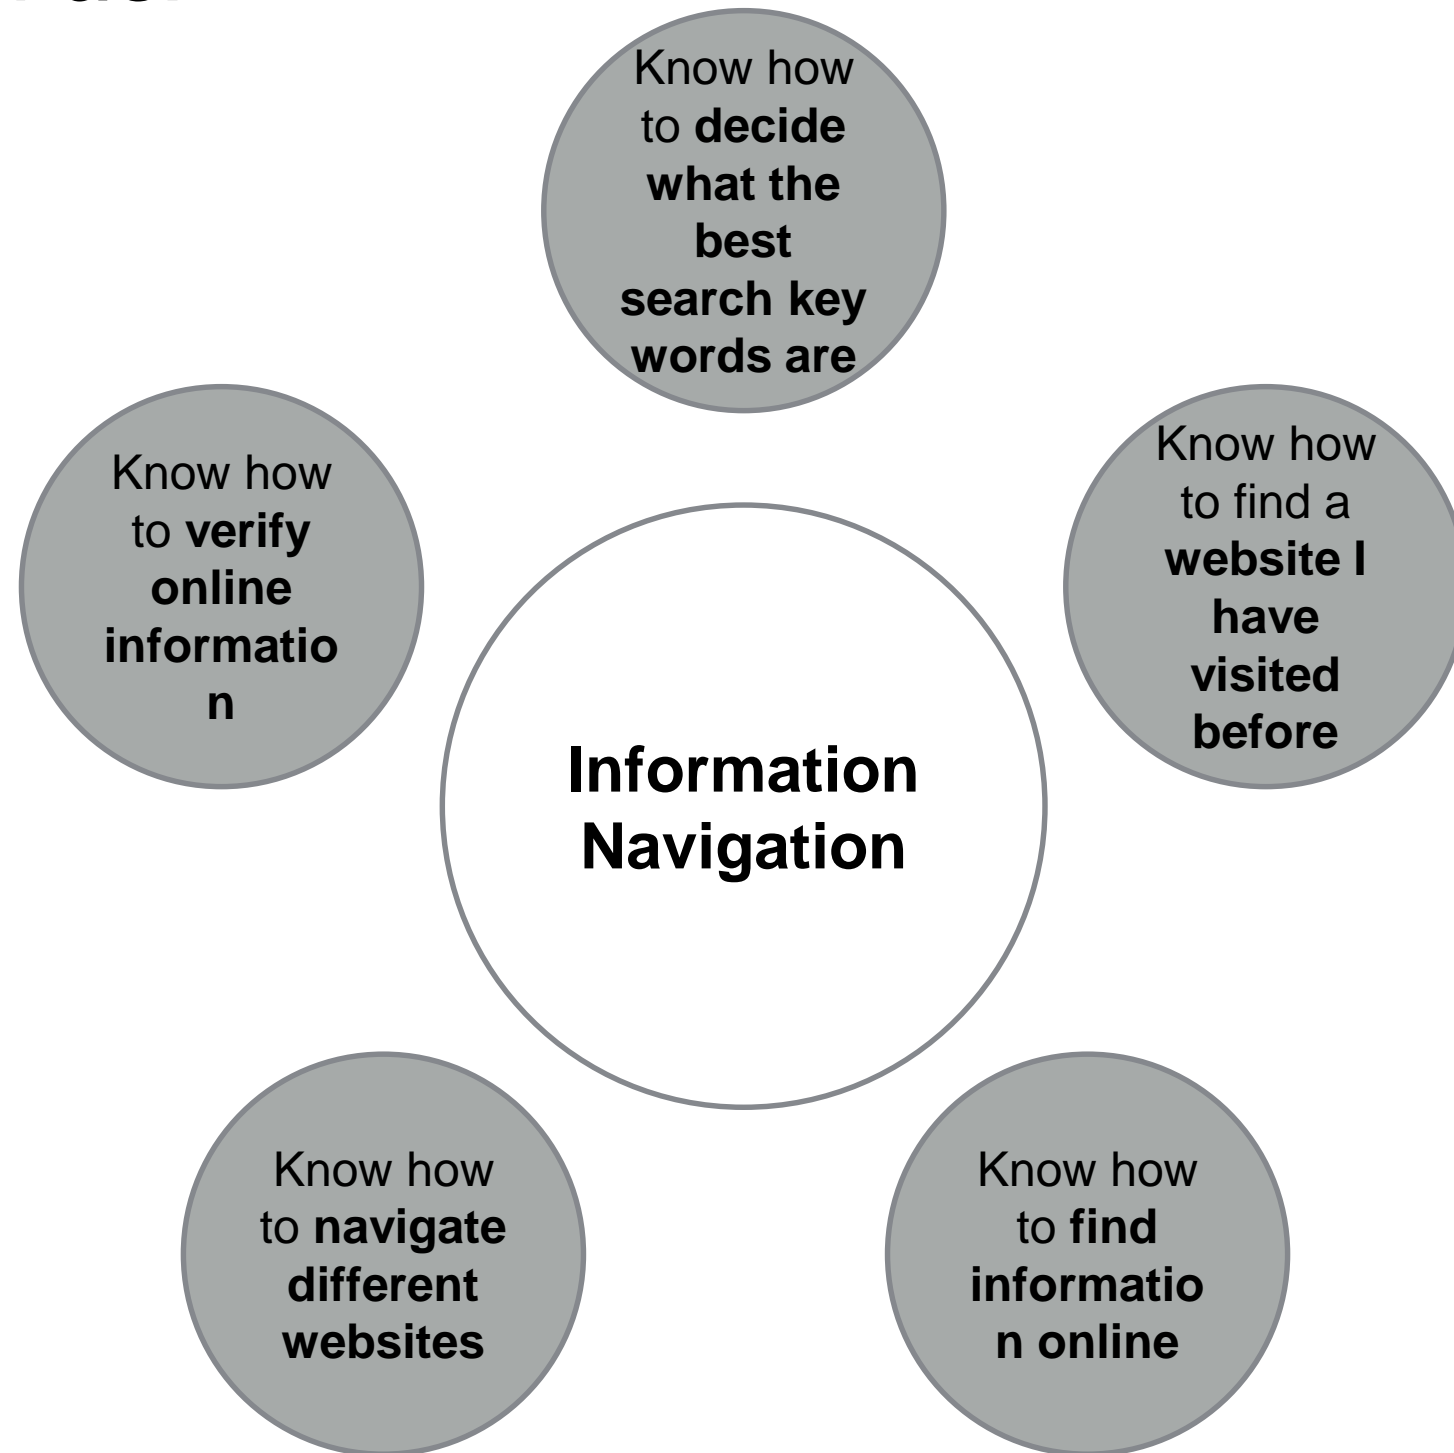 Know how
to decide
what the
best
search key
words are
Know how
to verify
online
informatio
n
Know how
to find a
website I
have
visited
before
Information
Navigation
Know how
to navigate
different
websites
Know how
to find
informatio
n online